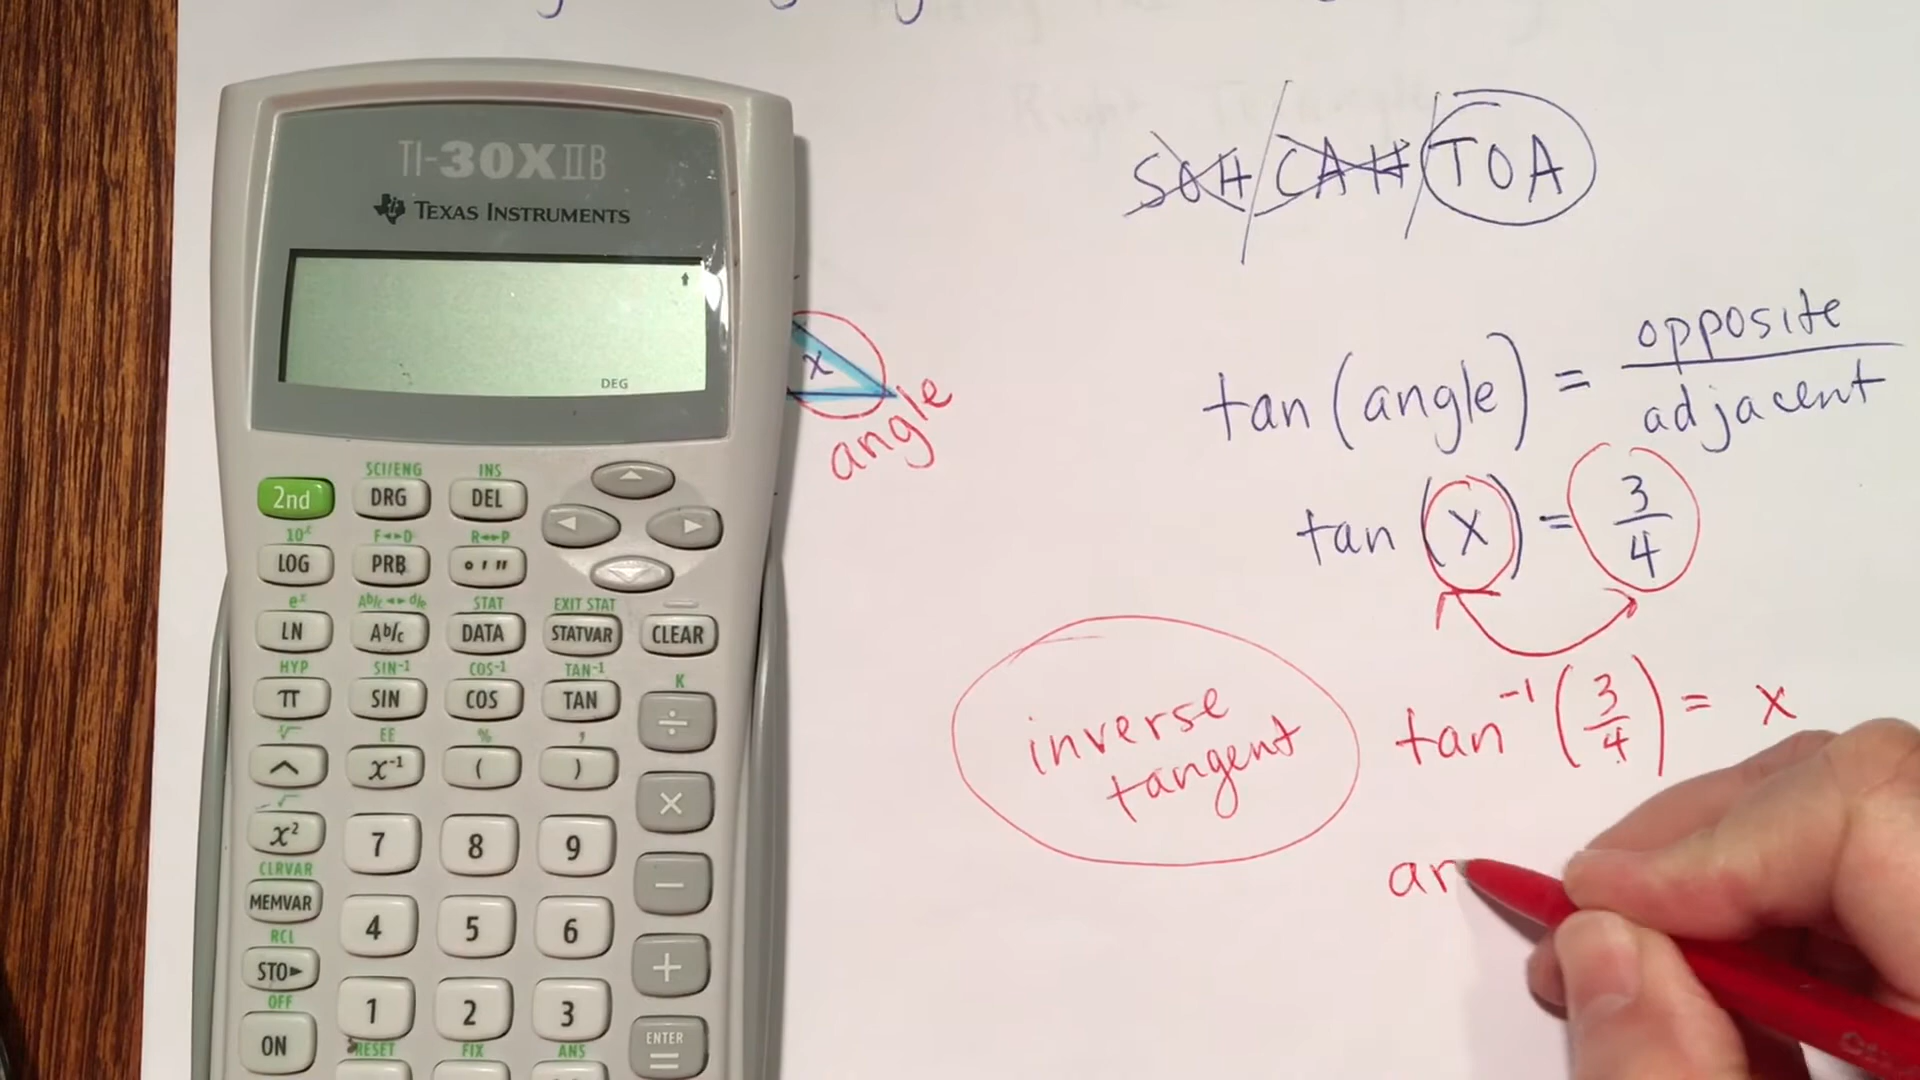 TI-30X IIB
TEXAS INSTRUMENTS
DEG
SCI/ENG INS
2nd DRG DEL
10ˣ F◄►D R◄►P
LOG PRB ° ′ ″
eˣ Ab/c ◄► d/e STAT EXIT STAT
LN Ab/c DATA STATVAR CLEAR
HYP SIN⁻¹ COS⁻¹ TAN⁻¹ K
π SIN COS TAN ÷
ˣ√ EE % ,
^ x⁻¹ ( ) ×
√
x² 7 8 9 −
CLRVAR
MEMVAR 4 5 6 +
RCL
STO► 1 2 3 ENTER
OFF =
ON
RESET FIX ANS
x
angle
SOH/CAH/TOA
tan(angle) = opposite/adjacent
tan(x) = 3/4
inverse
tangent
tan⁻¹(3/4) = x
ar